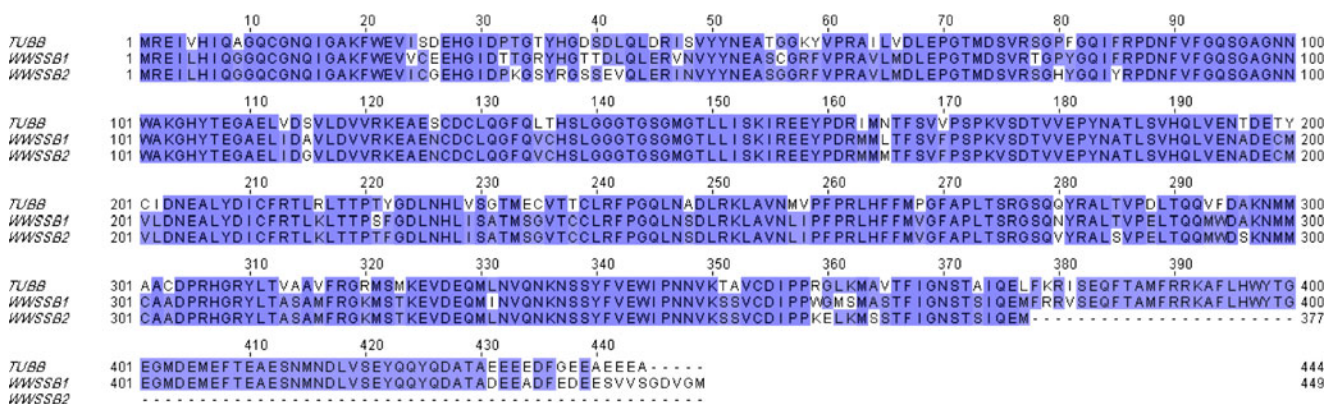 10 20 30 40 50 60 70 80 90
TUBB 1 MREIVHIQAGQCGNQIGAKFWEVISDEHGIDPTGTYHGDSDLQLDRISVYYNEATGGKYVPRAILVDLEPGTMDSVRSGPFGQIFRPDNFVFGQSGAGNN 100
WWSSB1 1 MREILHIQGGQCGNQIGAKFWEVVCEEHGIDTTGRYHGTTDLQLERVNVYYNEASCGRFVPRAVLMDLEPGTMDSVRTGPYGQIFRPDNFVFGQSGAGNN 100
WWSSB2 1 MREILHIQGGQCGNQIGAKFWEVICGEHGIDPKGSYRGSSEVQLERINVYYNEASGGRFVPRAVLMDLEPGTMDSVRSGHYGQIYRPDNFVFGQSGAGNN 100
110 120 130 140 150 160 170 180 190
TUBB 101 WAKGHYTEGAELVDSVLDVVRKEAESCDCLQGFQLTHSLGGGTGSGMGTLLISKIREEYPDRIMNTFSVVPSPKVSDTVVEPYNATLSVHQLVENTDETY 200
WWSSB1 101 WAKGHYTEGAELIDAVLDVVRKEAENCDCLQGFQVCHSLGGGTGSGMGTLLISKIREEYPDRMMLTFSVFPSPKVSDTVVEPYNATLSVHQLVENADECM 200
WWSSB2 101 WAKGHYTEGAELIDGVLDVVRKEAENCDCLQGFQVCHSLGGGTGSGMGTLLISKIREEYPDRMMMTFSVFPSPKVSDTVVEPYNATLSVHQLVENADECM 200
210 220 230 240 250 260 270 280 290
TUBB 201 CIDNEALYDICFRTLRLTTPTYGDLNHLVSGTMECVTTCLRFPGQLNADLRKLAVNMVPFPRLHFFMPGFAPLTSRGSQQYRALTVPDLTQQVFDAKNMM 300
WWSSB1 201 VLDNEALYDICFRTLKLTTPSFGDLNHLISATMSGVTCCLRFPGQLNSDLRKLAVNLIPFPRLHFFMVGFAPLTSRGSQQYRALTVPELTQQMWDAKNMM 300
WWSSB2 201 VLDNEALYDICFRTLKLTTPTFGDLNHLISATMSGVTCCLRFPGQLNSDLRKLAVNLIPFPRLHFFMVGFAPLTSRGSQVYRALSVPELTQQMWDSKNMM 300
310 320 330 340 350 360 370 380 390
TUBB 301 AACDPRHGRYLTVAAVFRGRMSMKEVDEQMLNVQNKNSSYFVEWIPNNVKTAVCDIPPRGLKMAVTFIGNSTAIQELFKRISEQFTAMFRRKAFLHWYTG 400
WWSSB1 301 CAADPRHGRYLTASAMFRGKMSTKEVDEQMINVQNKNSSYFVEWIPNNVKSSVCDIPPWGMSMASTFIGNSTSIQEMFRRVSEQFTAMFRRKAFLHWYTG 400
WWSSB2 301 CAADPRHGRYLTASAMFRGKMSTKEVDEQMLNVQNKNSSYFVEWIPNNVKSSVCDIPPKELKMSSTFIGNSTSIQEM----------------------- 377
410 420 430 440
TUBB 401 EGMDEMEFTEAESNMNDLVSEYQQYQDATAEEEEDFGEEAEEEA----- 444
WWSSB1 401 EGMDEMEFTEAESNMNDLVSEYQQYQDATADEEADFEDEESVVSGDVGM 449
WWSSB2 -------------------------------------------------